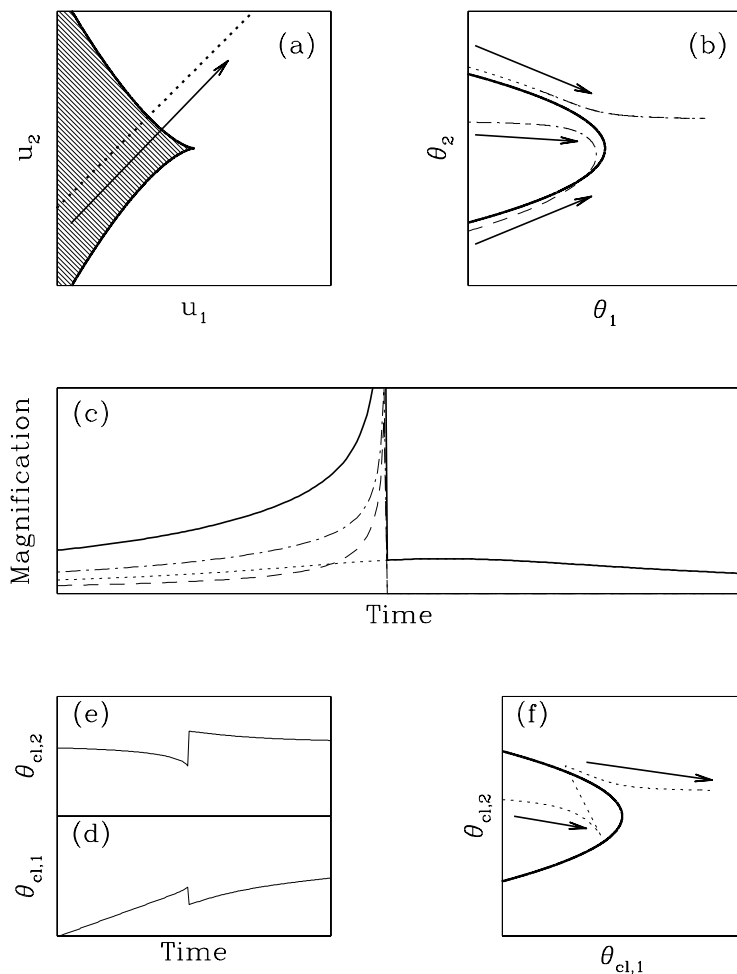 (a)
u₂
u₁
(b)
θ₂
θ₁
(c)
Magnification
Time
(e)
θcl,2
(d)
θcl,1
Time
(f)
θcl,2
θcl,1